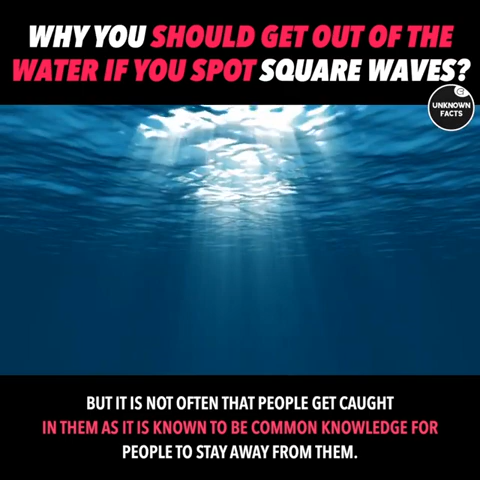 WHY YOU SHOULD GET OUT OF THE
WATER IF YOU SPOT SQUARE WAVES?
UNKNOWN
FACTS
BUT IT IS NOT OFTEN THAT PEOPLE GET CAUGHT
IN THEM AS IT IS KNOWN TO BE COMMON KNOWLEDGE FOR
PEOPLE TO STAY AWAY FROM THEM.